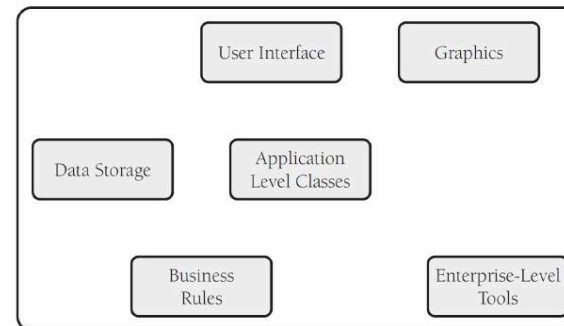 User Interface
Graphics
Data Storage
Application
Level Classes
Business
Rules
Enterprise-Level
Tools